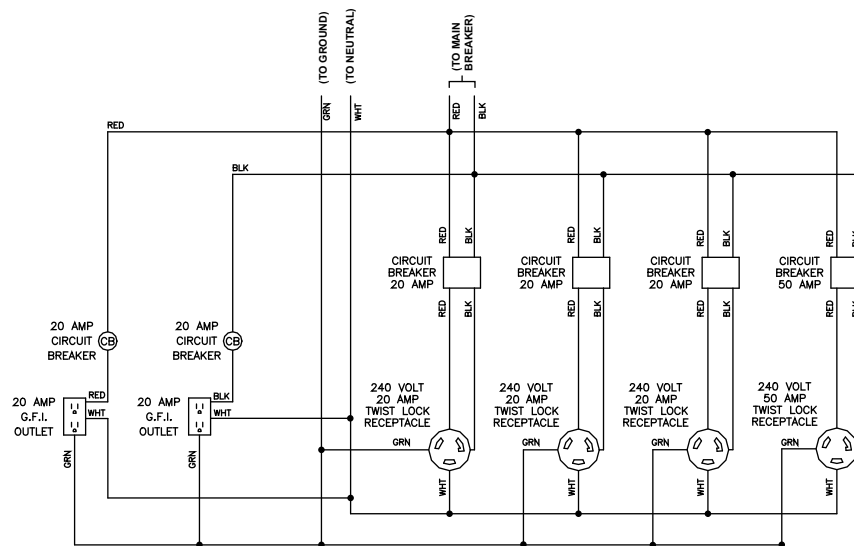 (TO GROUND)
(TO NEUTRAL)
(TO MAIN
BREAKER)
GRN
WHT
RED
BLK
RED
BLK
RED
BLK
RED
BLK
RED
BLK
RED
BLK
CIRCUIT
BREAKER
20 AMP
CIRCUIT
BREAKER
20 AMP
CIRCUIT
BREAKER
20 AMP
CIRCUIT
BREAKER
50 AMP
RED
BLK
RED
BLK
RED
BLK
RED
BLK
20 AMP
CIRCUIT
BREAKER
CB
20 AMP
CIRCUIT
BREAKER
CB
20 AMP
G.F.I.
OUTLET
RED
WHT
GRN
20 AMP
G.F.I.
OUTLET
BLK
WHT
GRN
240 VOLT
20 AMP
TWIST LOCK
RECEPTACLE
240 VOLT
20 AMP
TWIST LOCK
RECEPTACLE
240 VOLT
20 AMP
TWIST LOCK
RECEPTACLE
240 VOLT
50 AMP
TWIST LOCK
RECEPTACLE
GRN
GRN
GRN
GRN
WHT
WHT
WHT
WHT